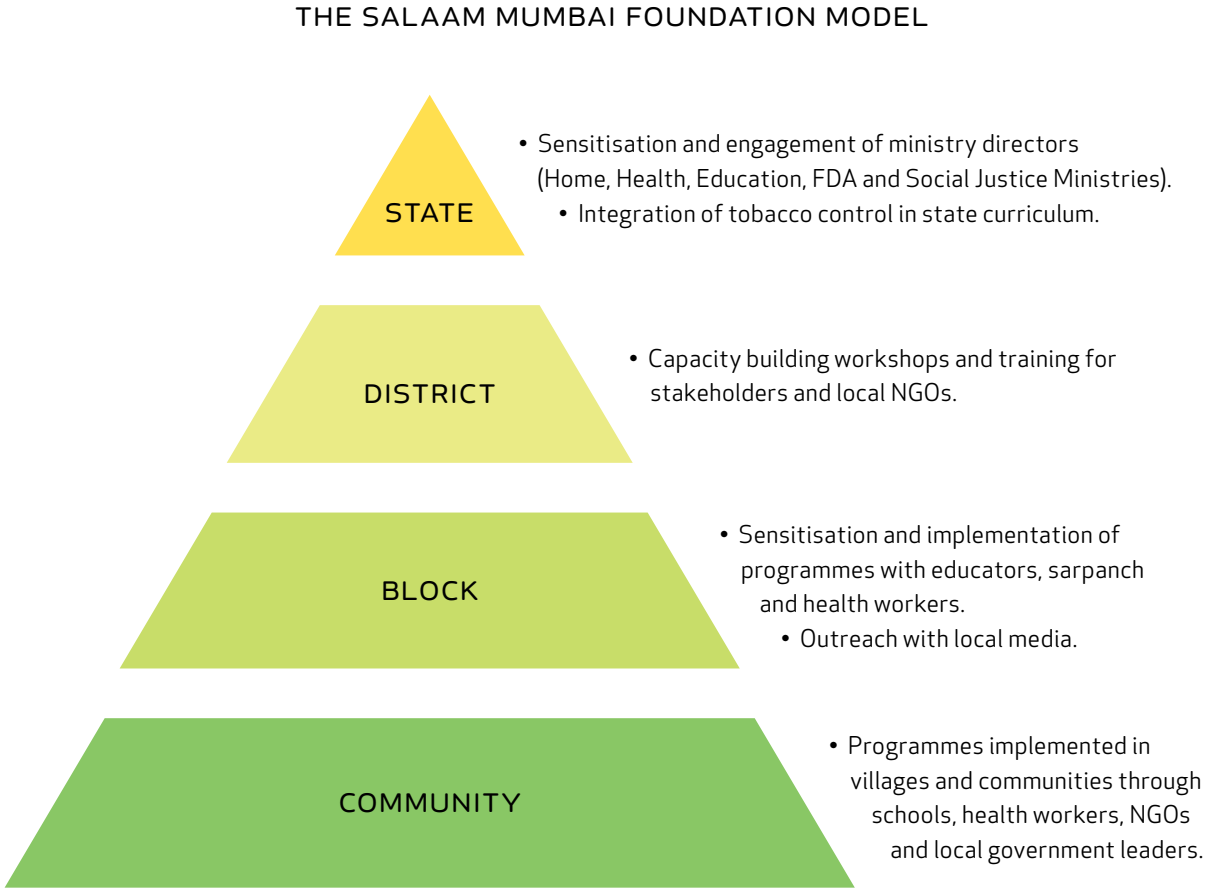 THE SALAAM MUMBAI FOUNDATION MODEL
STATE
• Sensitisation and engagement of ministry directors
(Home, Health, Education, FDA and Social Justice Ministries).
• Integration of tobacco control in state curriculum.
DISTRICT
• Capacity building workshops and training for
stakeholders and local NGOs.
BLOCK
• Sensitisation and implementation of
programmes with educators, sarpanch
and health workers.
• Outreach with local media.
COMMUNITY
• Programmes implemented in
villages and communities through
schools, health workers, NGOs
and local government leaders.